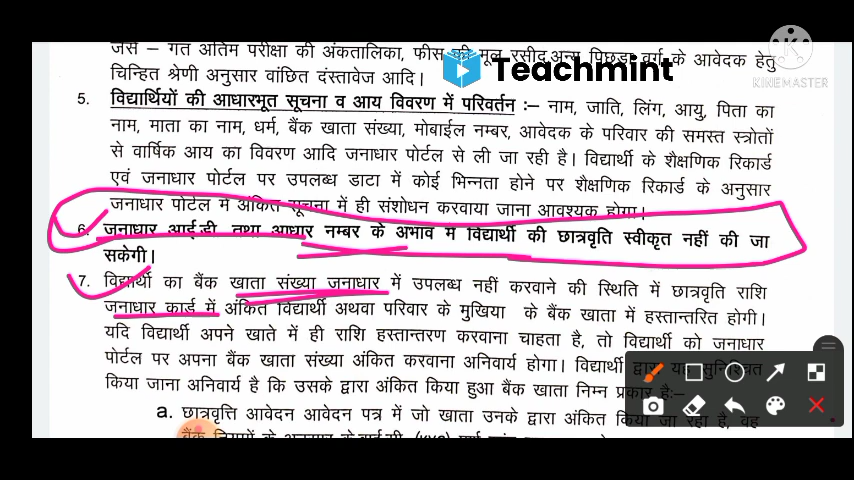 जैसे – गत अंतिम परीक्षा की अंकतालिका, फीस की मूल रसीद अन्य पिछड़ा वर्ग के आवेदक हेतु
KINEMASTER
Teachmint
चिन्हित श्रेणी अनुसार वांछित दंस्तावेज आदि।
5. विद्यार्थियों की आधारभूत सूचना व आय विवरण में परिवर्तन :– नाम, जाति, लिंग, आयु, पिता का
नाम, माता का नाम, धर्म, बैंक खाता संख्या, मोबाईल नम्बर, आवेदक के परिवार की समस्त स्त्रोतों
से वार्षिक आय का विवरण आदि जनाधार पोर्टल से ली जा रही है। विद्यार्थी के शैक्षणिक रिकार्ड
एवं जनाधार पोर्टल पर उपलब्ध डाटा में कोई भिन्नता होने पर शैक्षणिक रिकार्ड के अनुसार
जनाधार पोर्टल में अंकित सूचना में ही संशोधन करवाया जाना आवश्यक होगा।
6. जनाधार आई.डी. तथा आधार नम्बर के अभाव में विद्यार्थी की छात्रवृति स्वीकृत नहीं की जा
सकेगी।
7. विद्यार्थी का बैंक खाता संख्या जनाधार में उपलब्ध नहीं करवाने की स्थिति में छात्रवृति राशि
जनाधार कार्ड में अंकित विद्यार्थी अथवा परिवार के मुखिया के बैंक खाता में हस्तान्तरित होगी।
यदि विद्यार्थी अपने खाते में ही राशि हस्तान्तरण करवाना चाहता है, तो विद्यार्थी को जनाधार
पोर्टल पर अपना बैंक खाता संख्या अंकित करवाना अनिवार्य होगा। विद्यार्थी द्वारा यह सुनिश्चित
किया जाना अनिवार्य है कि उसके द्वारा अंकित किया हुआ बैंक खाता निम्न प्रकार है:–
a. छात्रवृत्ति आवेदन आवेदन पत्र में जो खाता उनके द्वारा अंकित किया जा रहा है, वह
बैंक नियमों के अनुसार